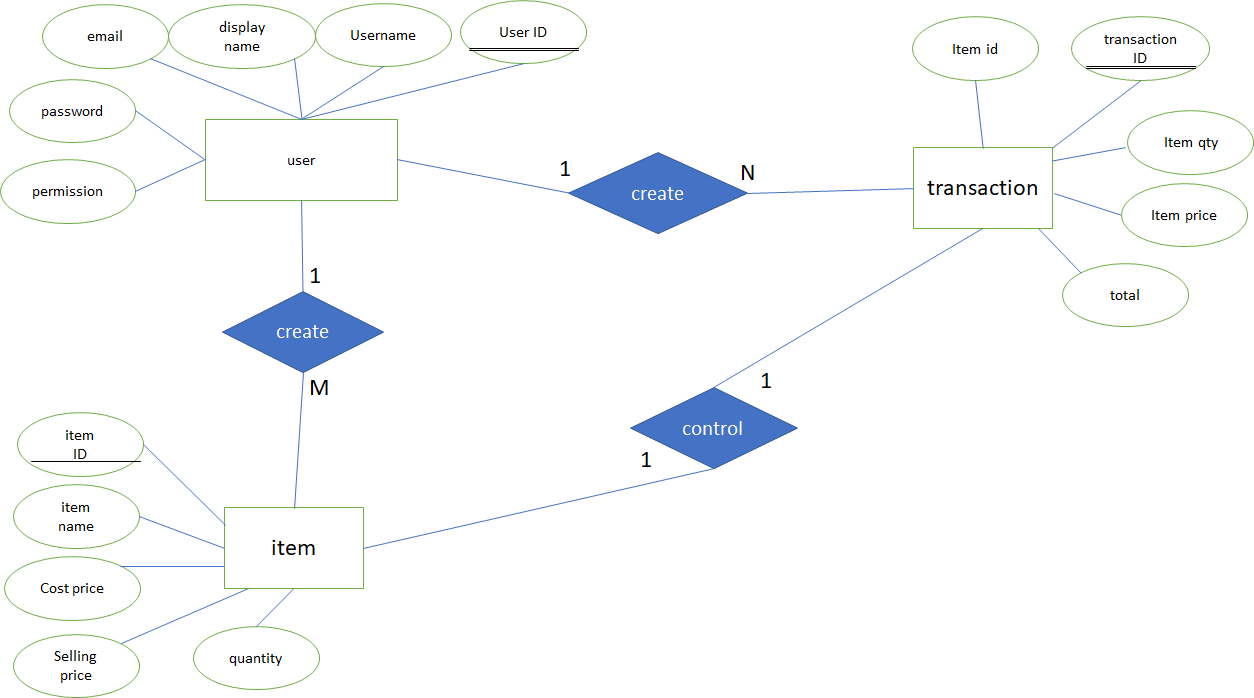 email
display
name
Username
User ID
Item id
transaction
ID
password
user
permission
1
create
N
transaction
Item qty
Item price
total
1
create
M
1
control
1
item
ID
item
name
item
Cost price
Selling
price
quantity